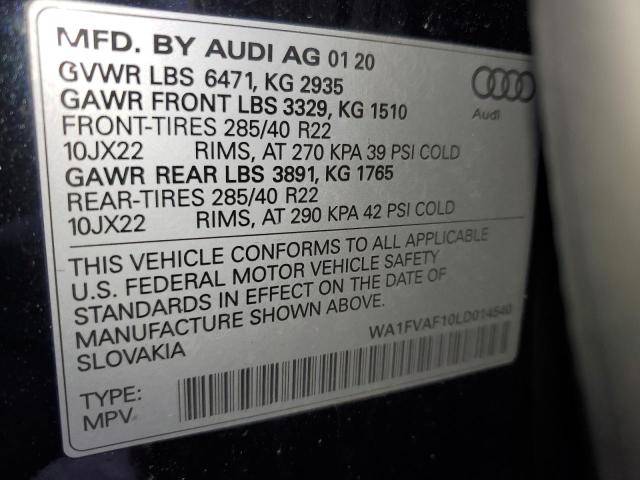 MFD. BY AUDI AG 01 20
GVWR LBS 6471, KG 2935
GAWR FRONT LBS 3329, KG 1510
FRONT-TIRES 285/40 R22
10JX22 RIMS, AT 270 KPA 39 PSI COLD
GAWR REAR LBS 3891, KG 1765
REAR-TIRES 285/40 R22
10JX22 RIMS, AT 290 KPA 42 PSI COLD
Audi
THIS VEHICLE CONFORMS TO ALL APPLICABLE
U.S. FEDERAL MOTOR VEHICLE SAFETY
STANDARDS IN EFFECT ON THE DATE OF
MANUFACTURE SHOWN ABOVE.
SLOVAKIA
WA1FVAF10LD014540
TYPE:
MPV